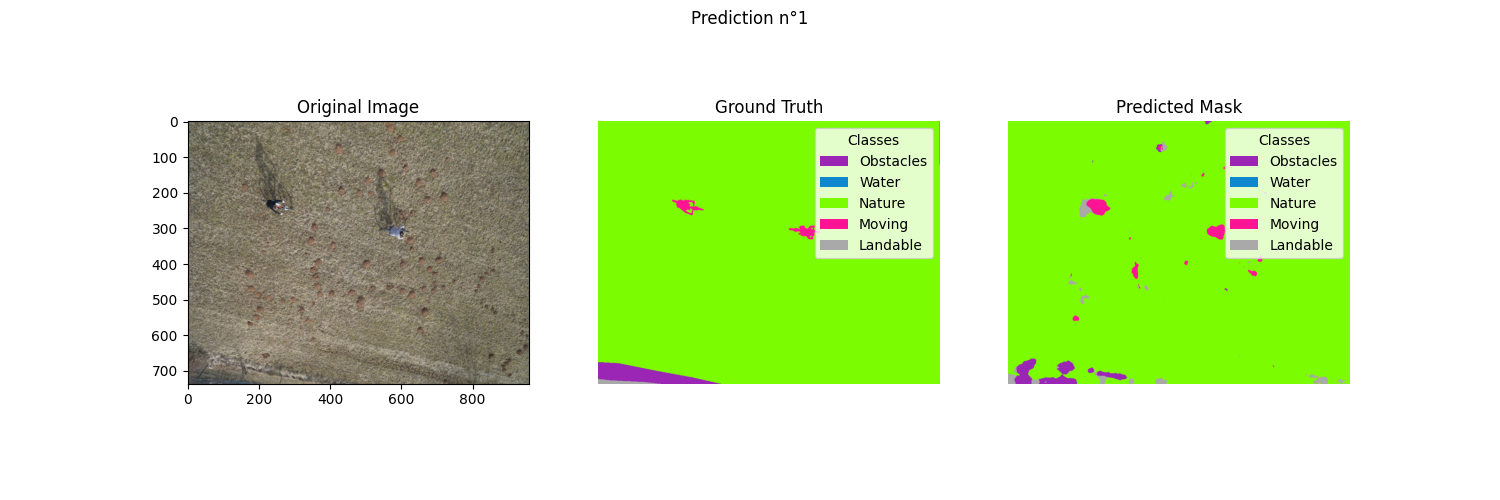 Prediction n°1
Original Image
Ground Truth
Predicted Mask
0
100
200
300
400
500
600
700
0
200
400
600
800
Classes
Obstacles
Water
Nature
Moving
Landable
Classes
Obstacles
Water
Nature
Moving
Landable